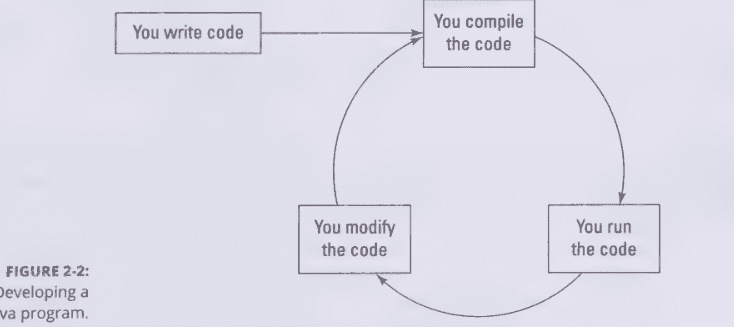 You write code
You compile
the code
You modify
the code
You run
the code
FIGURE 2-2:
Developing a
va program.